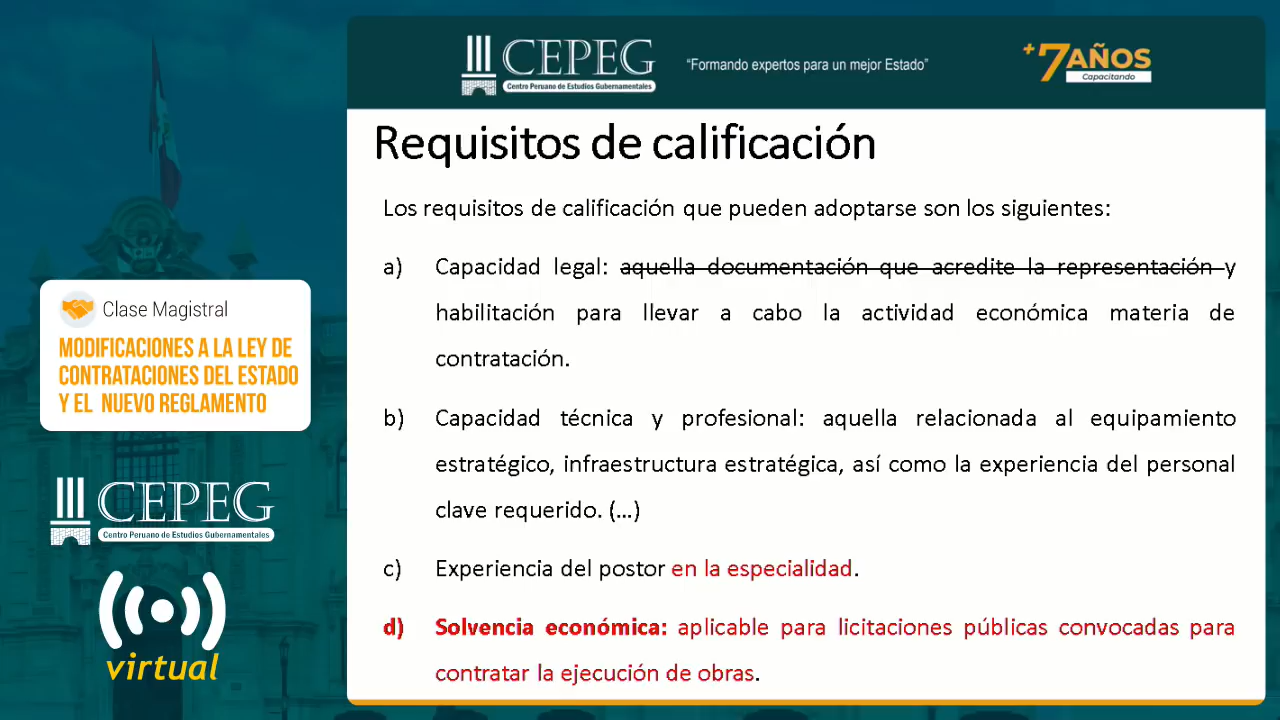 CEPEG
Centro Peruano de Estudios Gubernamentales
“Formando expertos para un mejor Estado”
+7 AÑOS
Capacitando
Requisitos de calificación
Los requisitos de calificación que pueden adoptarse son los siguientes:
a) Capacidad legal: aquella documentación que acredite la representación y
habilitación para llevar a cabo la actividad económica materia de
contratación.
b) Capacidad técnica y profesional: aquella relacionada al equipamiento
estratégico, infraestructura estratégica, así como la experiencia del personal
clave requerido. (...)
c) Experiencia del postor en la especialidad.
d) Solvencia económica: aplicable para licitaciones públicas convocadas para
contratar la ejecución de obras.
Clase Magistral
MODIFICACIONES A LA LEY DE
CONTRATACIONES DEL ESTADO
Y EL NUEVO REGLAMENTO
CEPEG
Centro Peruano de Estudios Gubernamentales
virtual